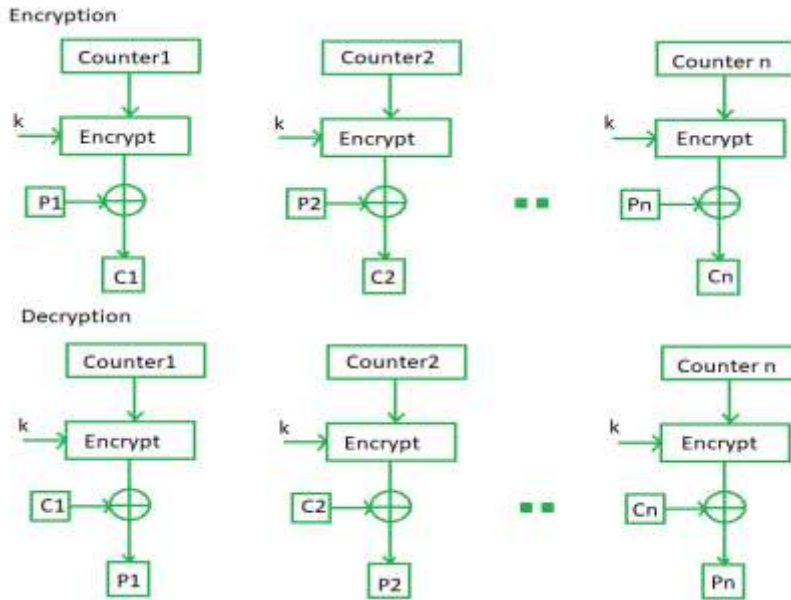 Encryption
Counter1 Counter2 Counter n
k Encrypt k Encrypt k Encrypt
P1 P2 Pn
C1 C2 Cn
Decryption
Counter1 Counter2 Counter n
k Encrypt k Encrypt k Encrypt
C1 C2 Cn
P1 P2 Pn